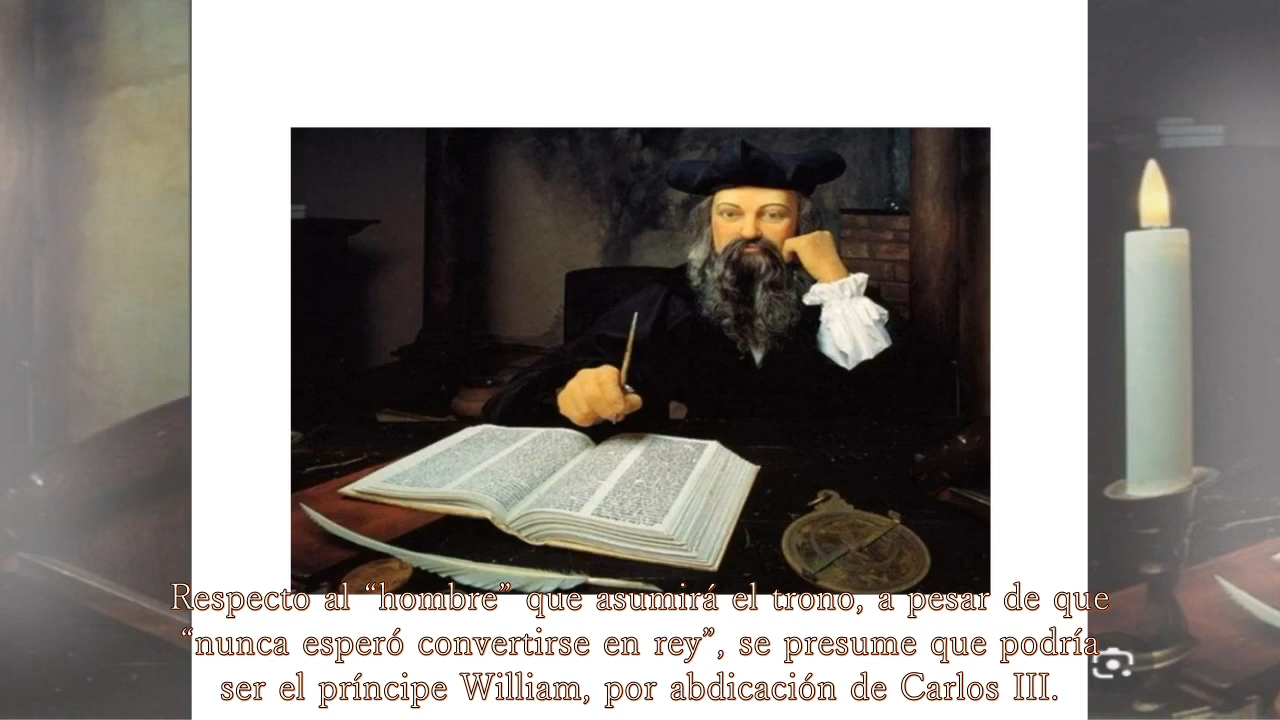 Respecto al “hombre” que asumirá el trono, a pesar de que
“nunca esperó convertirse en rey”, se presume que podría
ser el príncipe William, por abdicación de Carlos III.